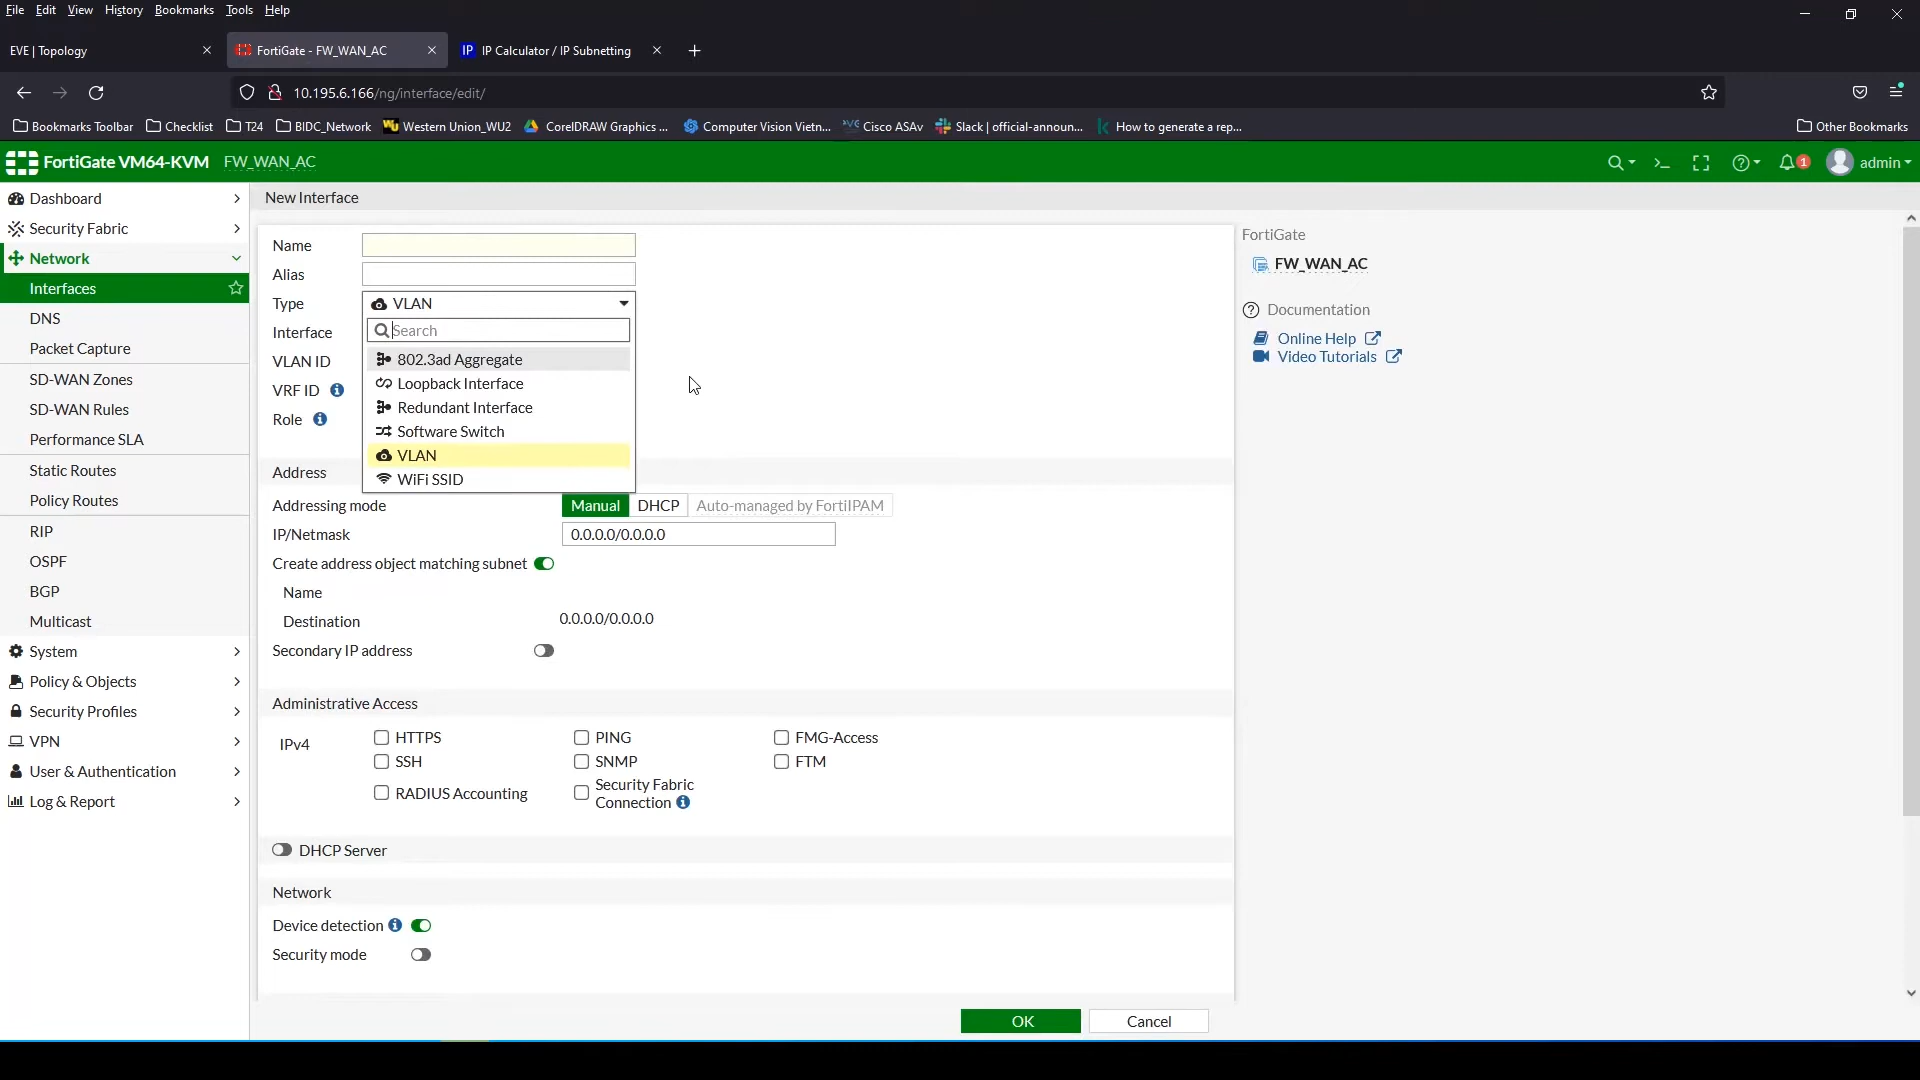 File Edit View History Bookmarks Tools Help
EVE | Topology
FortiGate - FW_WAN_AC
IP IP Calculator / IP Subnetting
10.195.6.166/ng/interface/edit/
Bookmarks Toolbar Checklist T24 BIDC_Network Western Union_WU2 CorelDRAW Graphics ... Computer Vision Vietn... Cisco ASAv Slack | official-announ... How to generate a rep... Other Bookmarks
FortiGate VM64-KVM FW_WAN_AC 1 admin
Dashboard
Security Fabric
Network
Interfaces
DNS
Packet Capture
SD-WAN Zones
SD-WAN Rules
Performance SLA
Static Routes
Policy Routes
RIP
OSPF
BGP
Multicast
System
Policy & Objects
Security Profiles
VPN
User & Authentication
Log & Report
New Interface
Name
Alias
Type VLAN
Interface Search
VLAN ID 802.3ad Aggregate
VRF ID Loopback Interface
Role Redundant Interface
Software Switch
VLAN
WiFi SSID
Address
Addressing mode Manual DHCP Auto-managed by FortiIPAM
IP/Netmask 0.0.0.0/0.0.0.0
Create address object matching subnet
Name
Destination 0.0.0.0/0.0.0.0
Secondary IP address
Administrative Access
IPv4 HTTPS PING FMG-Access
SSH SNMP FTM
RADIUS Accounting Security Fabric
Connection
DHCP Server
Network
Device detection
Security mode
OK Cancel
FortiGate
FW_WAN_AC
Documentation
Online Help
Video Tutorials